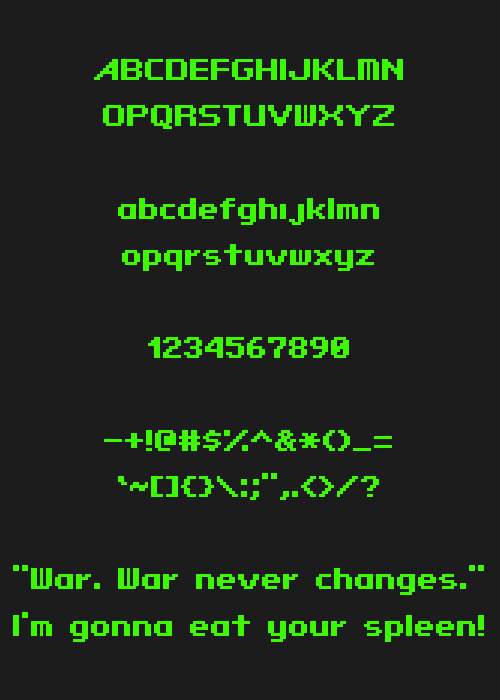 ABCDEFGHIJKLMN
OPQRSTUVWXYZ
abcdefghijklmn
opqrstuvwxyz
1234567890
-+!@#$%^&*()_=
`~[]{}\:;",.<>/?
"War. War never changes."
I'm gonna eat your spleen!